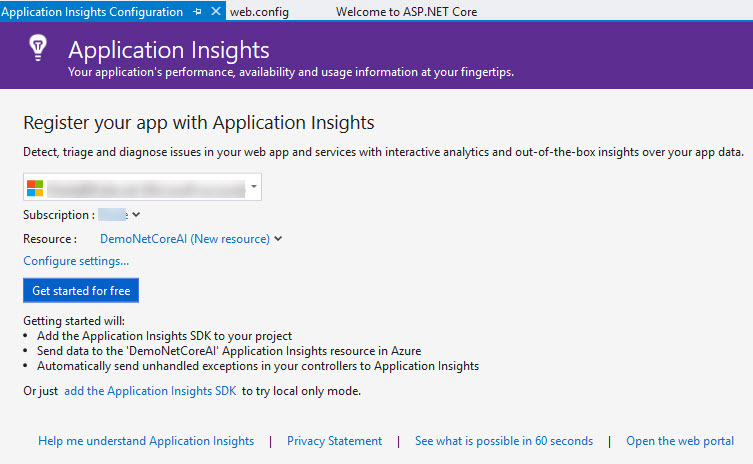 Application Insights Configuration web.config Welcome to ASP.NET Core
Application Insights
Your application's performance, availability and usage information at your fingertips.
Register your app with Application Insights
Detect, triage and diagnose issues in your web app and services with interactive analytics and out-of-the-box insights over your app data.
Subscription :
Resource : DemoNetCoreAI (New resource)
Configure settings...
Get started for free
Getting started will:
• Add the Application Insights SDK to your project
• Send data to the 'DemoNetCoreAI' Application Insights resource in Azure
• Automatically send unhandled exceptions in your controllers to Application Insights
Or just add the Application Insights SDK to try local only mode.
Help me understand Application Insights | Privacy Statement | See what is possible in 60 seconds | Open the web portal